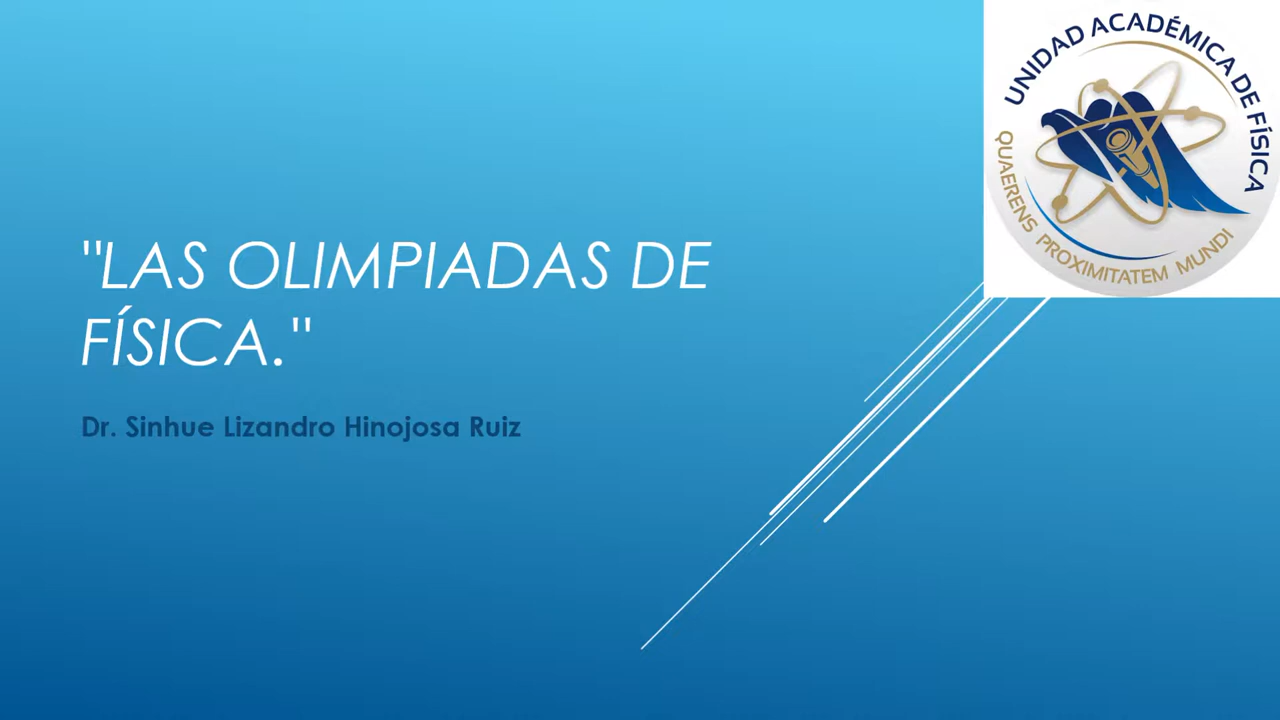 UNIDAD ACADÉMICA DE FÍSICA
QUAERENS PROXIMITATEM MUNDI
"LAS OLIMPIADAS DE
FÍSICA."
Dr. Sinhue Lizandro Hinojosa Ruiz